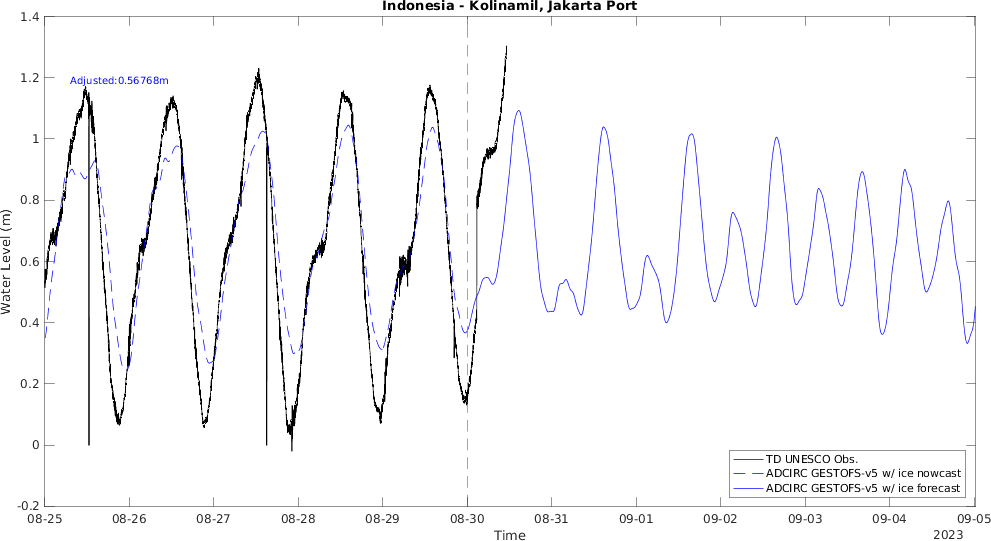 Indonesia - Kolinamil, Jakarta Port
1.4
1.2
1
0.8
0.6
0.4
0.2
0
-0.2
Water Level (m)
Adjusted:0.56768m
TD UNESCO Obs.
ADCIRC GESTOFS-v5 w/ ice nowcast
ADCIRC GESTOFS-v5 w/ ice forecast
08-25 08-26 08-27 08-28 08-29 08-30 08-31 09-01 09-02 09-03 09-04 09-05
Time
2023